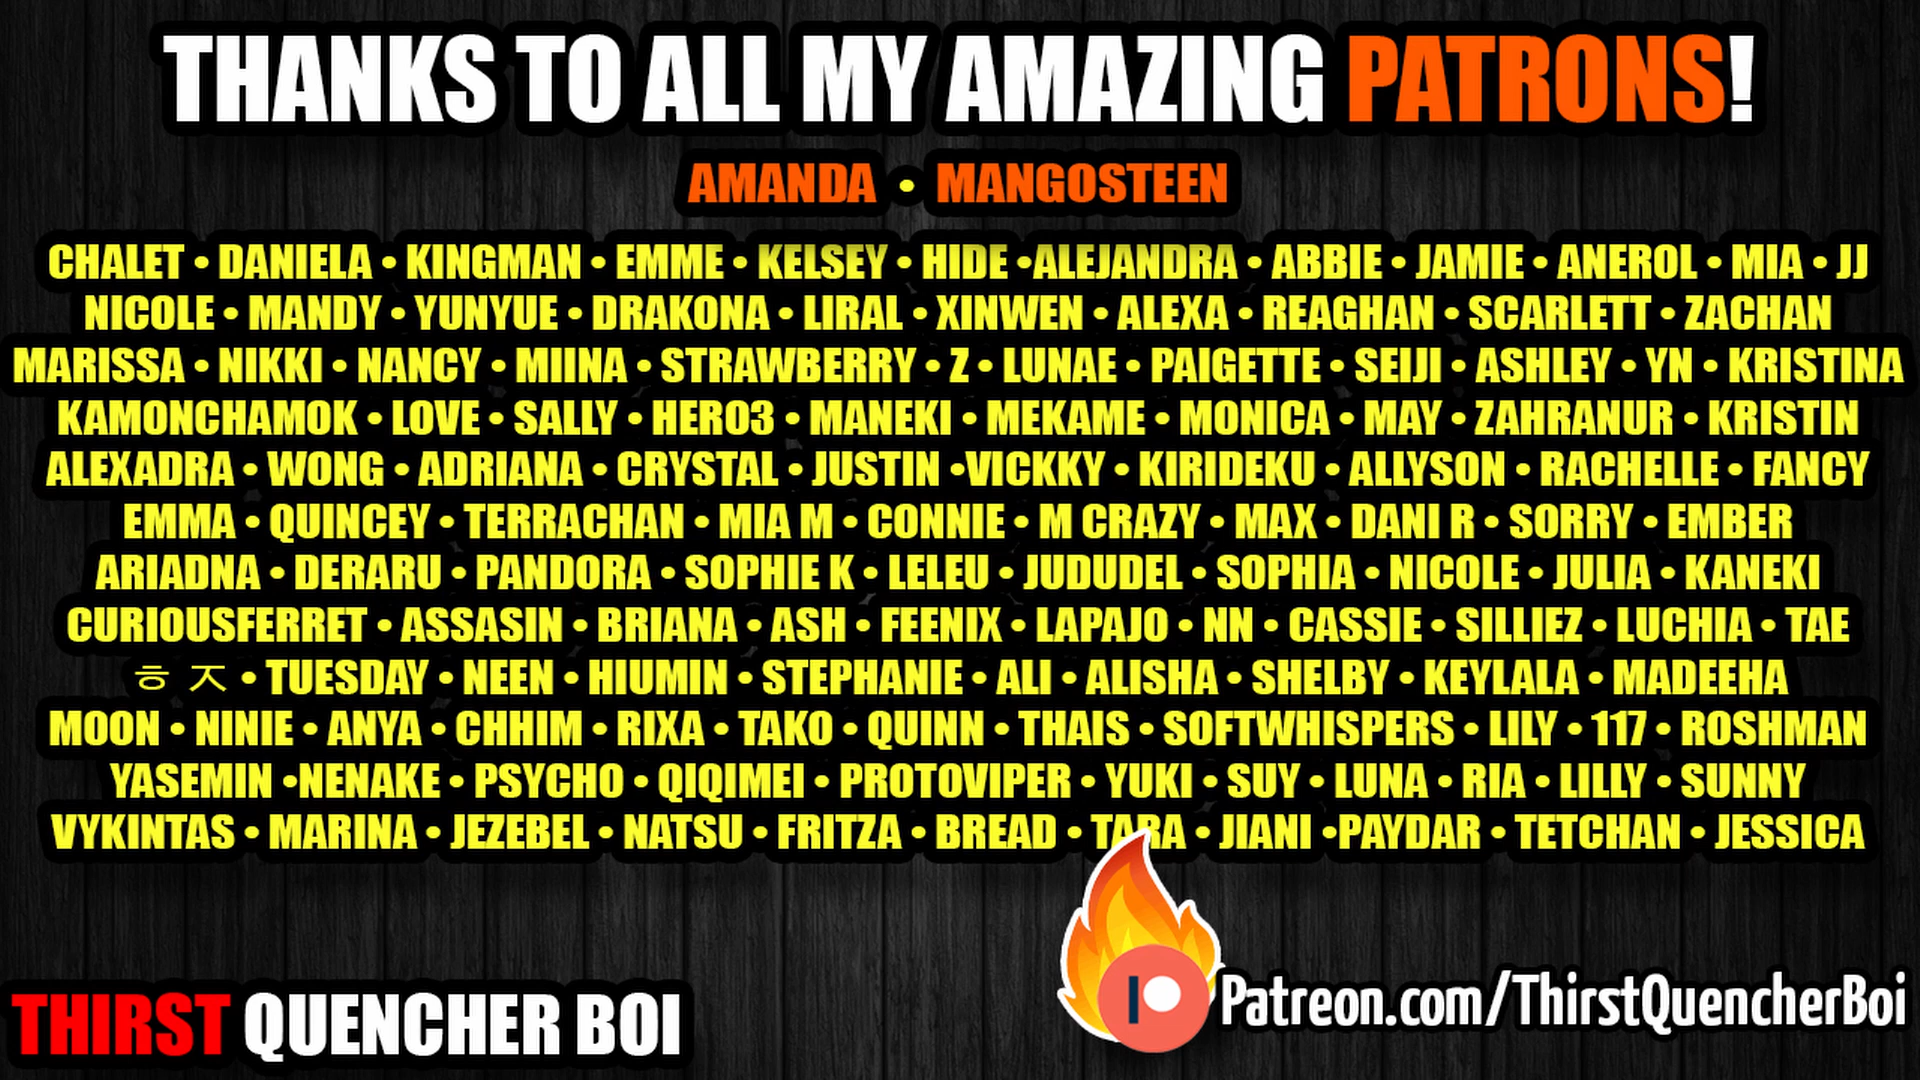 THANKS TO ALL MY AMAZING PATRONS!
AMANDA • MANGOSTEEN
CHALET • DANIELA • KINGMAN • EMME • KELSEY • HIDE •ALEJANDRA • ABBIE • JAMIE • ANEROL • MIA • JJ
NICOLE • MANDY • YUNYUE • DRAKONA • LIRAL • XINWEN • ALEXA • REAGHAN • SCARLETT • ZACHAN
MARISSA • NIKKI • NANCY • MIINA • STRAWBERRY • Z • LUNAE • PAIGETTE • SEIJI • ASHLEY • YN • KRISTINA
KAMONCHAMOK • LOVE • SALLY • HERO3 • MANEKI • MEKAME • MONICA • MAY • ZAHRANUR • KRISTIN
ALEXADRA • WONG • ADRIANA • CRYSTAL • JUSTIN •VICKKY • KIRIDEKU • ALLYSON • RACHELLE • FANCY
EMMA • QUINCEY • TERRACHAN • MIA M • CONNIE • M CRAZY • MAX • DANI R • SORRY • EMBER
ARIADNA • DERARU • PANDORA • SOPHIE K • LELEU • JUDUDEL • SOPHIA • NICOLE • JULIA • KANEKI
CURIOUSFERRET • ASSASIN • BRIANA • ASH • FEENIX • LAPAJO • NN • CASSIE • SILLIEZ • LUCHIA • TAE
ㅎ ㅈ • TUESDAY • NEEN • HIUMIN • STEPHANIE • ALI • ALISHA • SHELBY • KEYLALA • MADEEHA
MOON • NINIE • ANYA • CHHIM • RIXA • TAKO • QUINN • THAIS • SOFTWHISPERS • LILY • 117 • ROSHMAN
YASEMIN •NENAKE • PSYCHO • QIQIMEI • PROTOVIPER • YUKI • SUY • LUNA • RIA • LILLY • SUNNY
VYKINTAS • MARINA • JEZEBEL • NATSU • FRITZA • BREAD • TARA • JIANI •PAYDAR • TETCHAN • JESSICA
THIRST QUENCHER BOI
Patreon.com/ThirstQuencherBoi